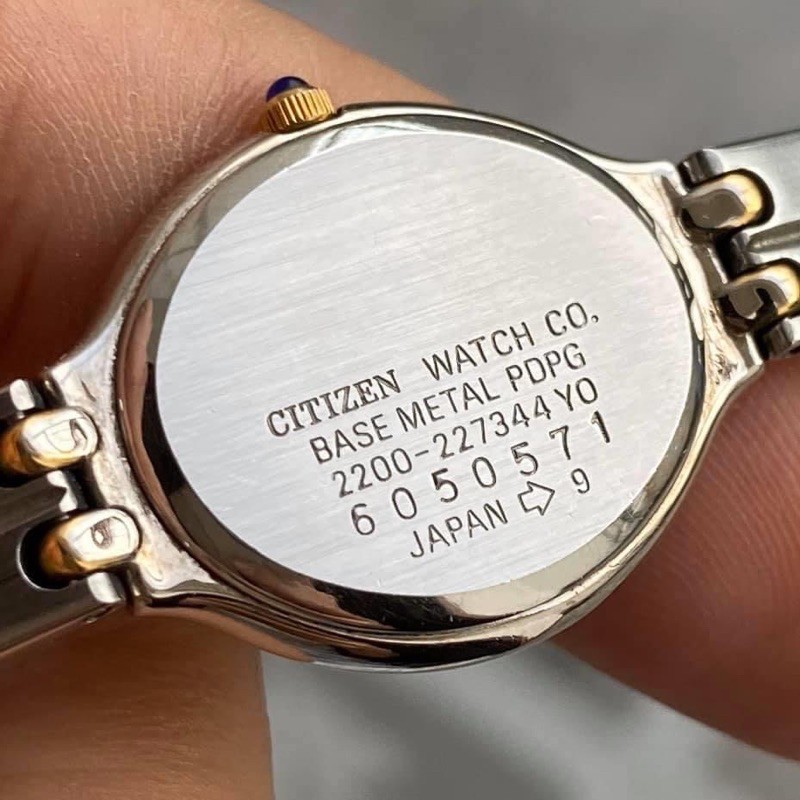 CITIZEN WATCH CO.
BASE METAL PDPG
2200-227344 YO
6050571
JAPAN ⇨ 9